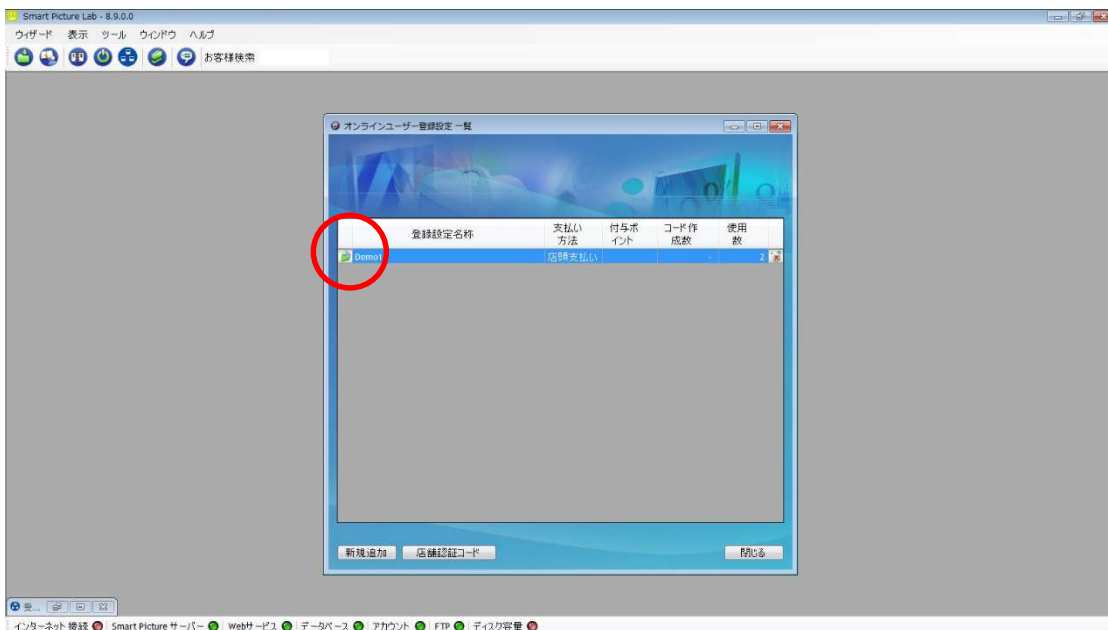 Smart Picture Lab - 8.9.0.0
ウィザード 表示 ツール ウィンドウ ヘルプ
お客様検索
オンラインユーザー登録設定 一覧
登録設定名称 支払い方法 付与ポイント コード作成数 使用数
Demo1 店頭支払い - 2
新規追加 店舗認証コード 閉じる
受...
インターネット接続 Smart Picture サーバー Webサービス データベース アカウント FTP ディスク容量